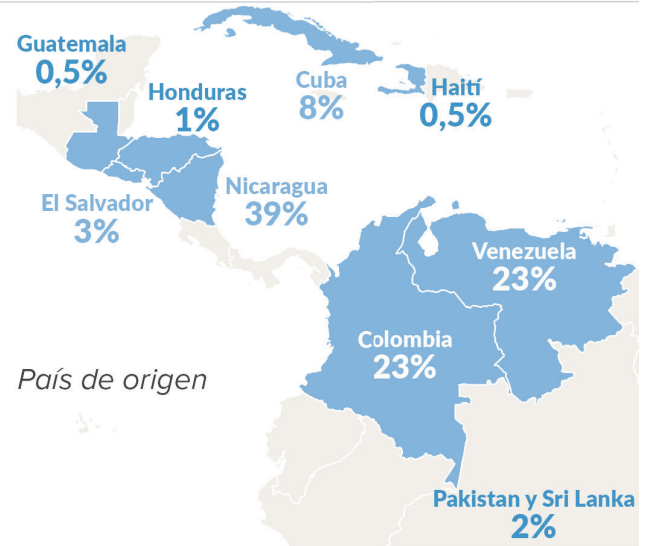 Guatemala
0,5%
Honduras
1%
Cuba
8%
Haití
0,5%
El Salvador
3%
Nicaragua
39%
Venezuela
23%
Colombia
23%
País de origen
Pakistan y Sri Lanka
2%